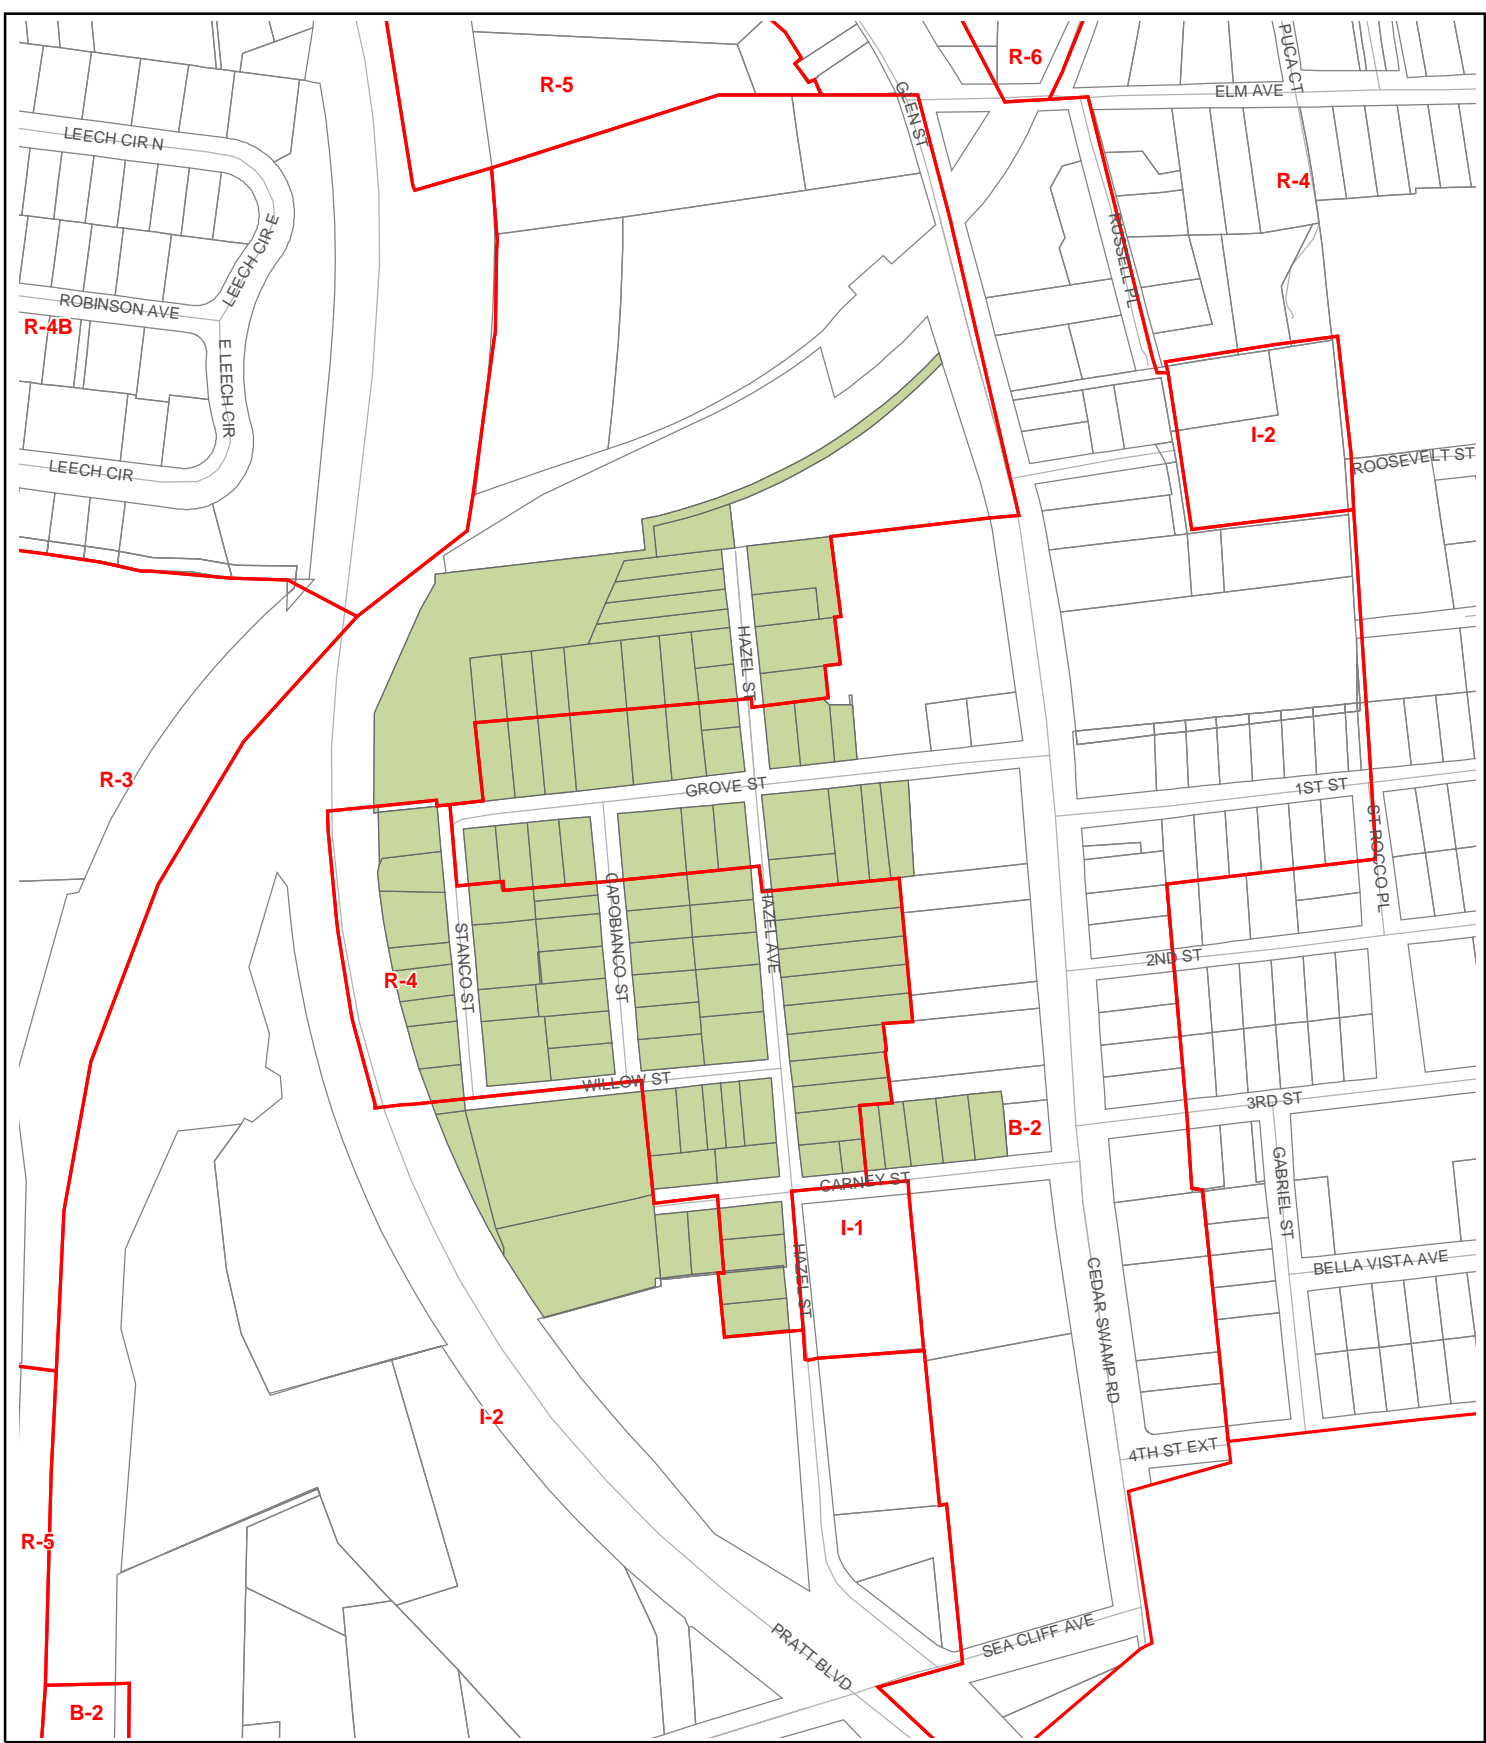 R-6
PUCA CT
R-5
ELM AVE
GLEN ST
LEECH CIR N
R-4
LEECH CIR E
RUSSELL PL
ROBINSON AVE
R-4B
E LEECH CIR
I-2
ROOSEVELT ST
LEECH CIR
HAZEL ST
R-3
GROVE ST
1ST ST
ST ROCCO PL
CAPOBIANCO ST
HAZEL AVE
STANCO ST
2ND ST
R-4
WILLOW ST
3RD ST
B-2
CARNEY ST
GABRIEL ST
I-1
HAZEL ST
BELLA VISTA AVE
CEDAR SWAMP RD
I-2
4TH ST EXT
R-5
SEA CLIFF AVE
PRATT BLVD
B-2